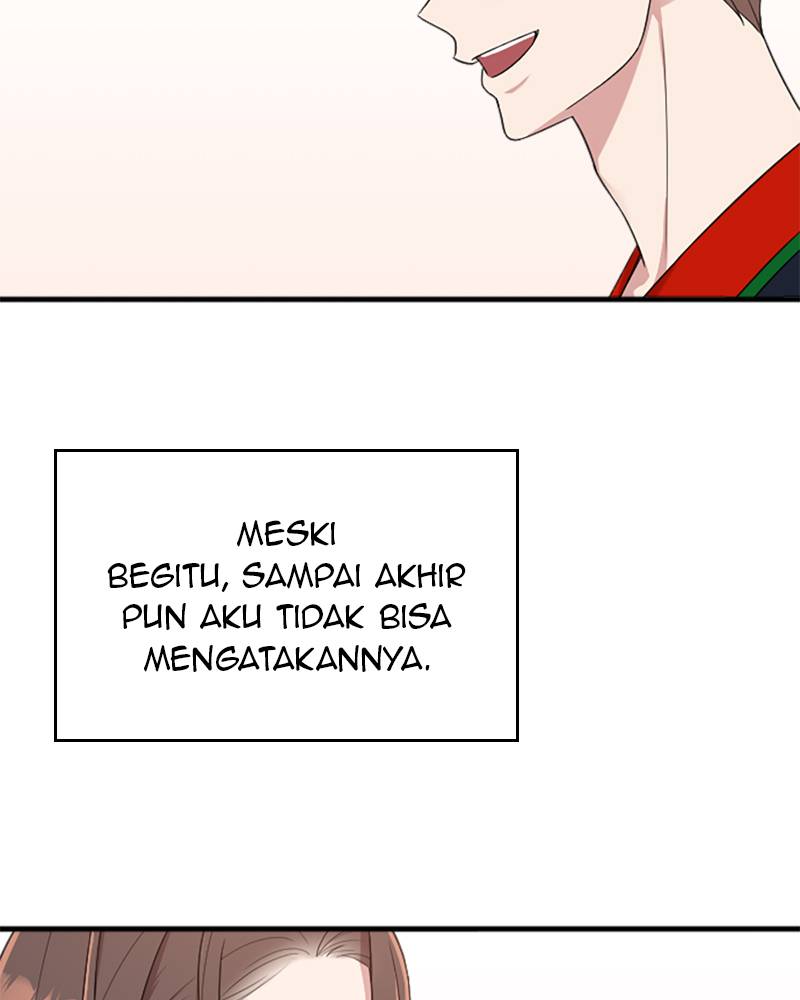 MESKI
BEGITU, SAMPAI AKHIR
PUN AKU TIDAK BISA
MENGATAKANNYA.